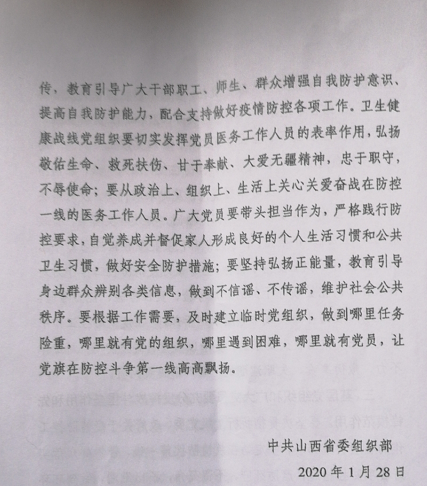 传，教育引导广大干部职工、师生、群众增强自我防护意识、
提高自我防护能力，配合支持做好疫情防控各项工作。卫生健
康战线党组织要切实发挥党员医务工作人员的表率作用，弘扬
敬佑生命、救死扶伤、甘于奉献、大爱无疆精神，忠于职守，
不辱使命；要从政治上、组织上、生活上关心关爱奋战在防控
一线的医务工作人员。广大党员要带头担当作为，严格践行防
控要求，自觉养成并督促家人形成良好的个人生活习惯和公共
卫生习惯，做好安全防护措施；要坚持弘扬正能量，教育引导
身边群众辨别各类信息，做到不信谣、不传谣，维护社会公共
秩序。要根据工作需要，及时建立临时党组织，做到哪里任务
险重，哪里就有党的组织，哪里遇到困难，哪里就有党员，让
党旗在防控斗争第一线高高飘扬。
中共山西省委组织部
2020年1月28日